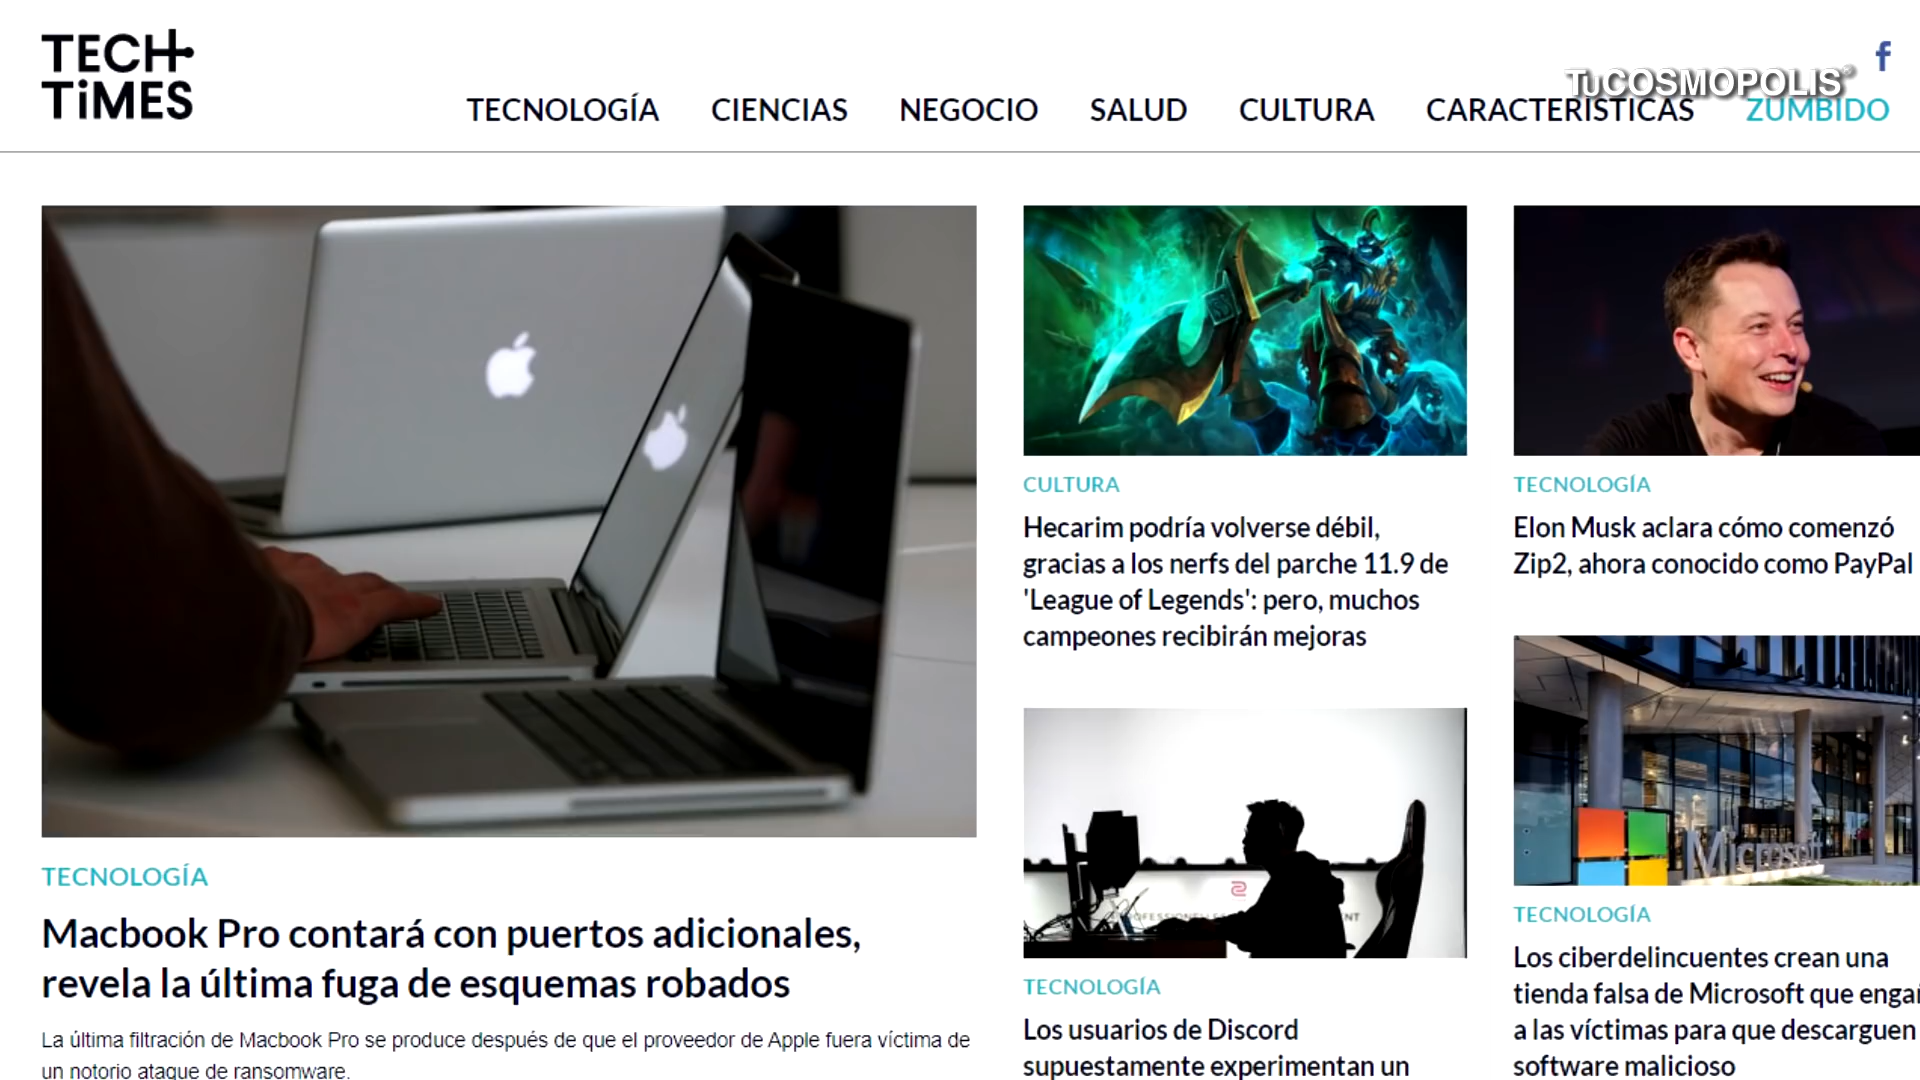 TECH
TiMES
TUCOSMOPOLIS
TECNOLOGÍA CIENCIAS NEGOCIO SALUD CULTURA CARACTERÍSTICAS ZUMBIDO
TECNOLOGÍA
Macbook Pro contará con puertos adicionales,
revela la última fuga de esquemas robados
La última filtración de Macbook Pro se produce después de que el proveedor de Apple fuera víctima de
un notorio ataque de ransomware.
CULTURA
Hecarim podría volverse débil,
gracias a los nerfs del parche 11.9 de
'League of Legends': pero, muchos
campeones recibirán mejoras
TECNOLOGÍA
Los usuarios de Discord
supuestamente experimentan un
TECNOLOGÍA
Elon Musk aclara cómo comenzó
Zip2, ahora conocido como PayPal
Microsoft
TECNOLOGÍA
Los ciberdelincuentes crean una
tienda falsa de Microsoft que engañ
a las víctimas para que descarguen
software malicioso